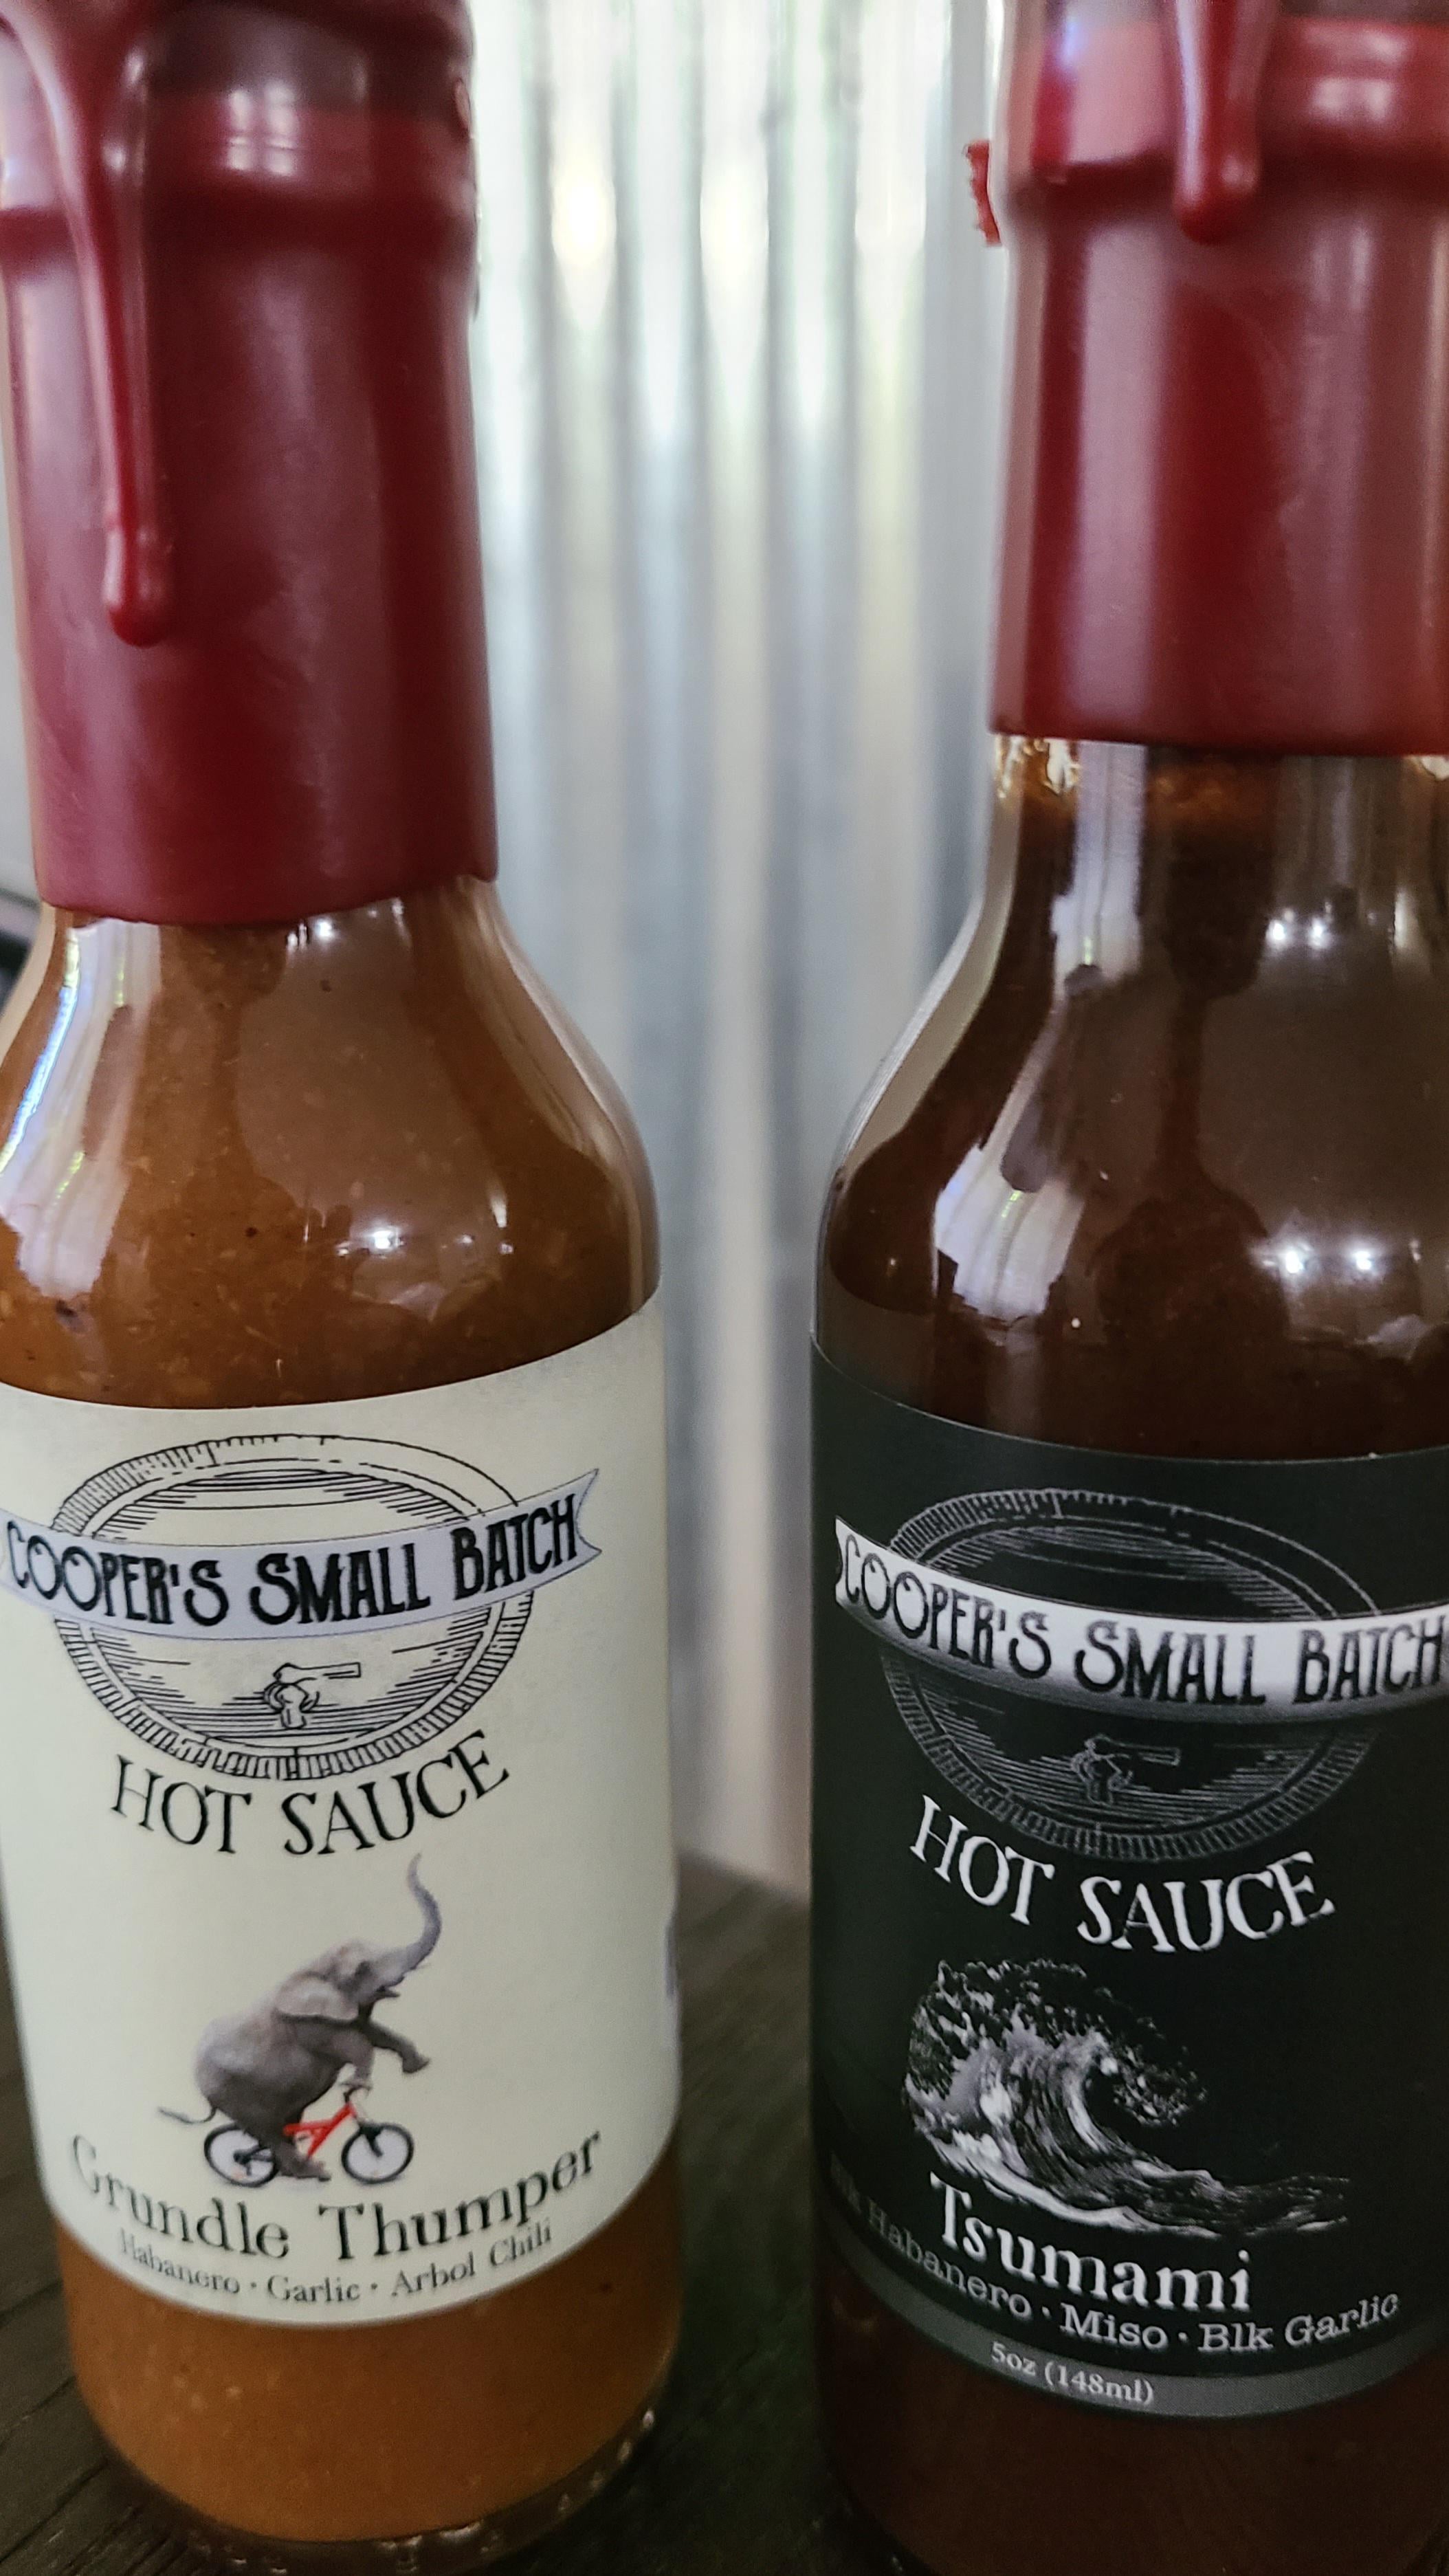 COOPER'S SMALL BATCH
HOT SAUCE
Grundle Thumper
Habanero · Garlic · Arbol Chili
COOPER'S SMALL BATCH
HOT SAUCE
Tsumami
Blk Habanero · Miso · Blk Garlic
5oz (148ml)